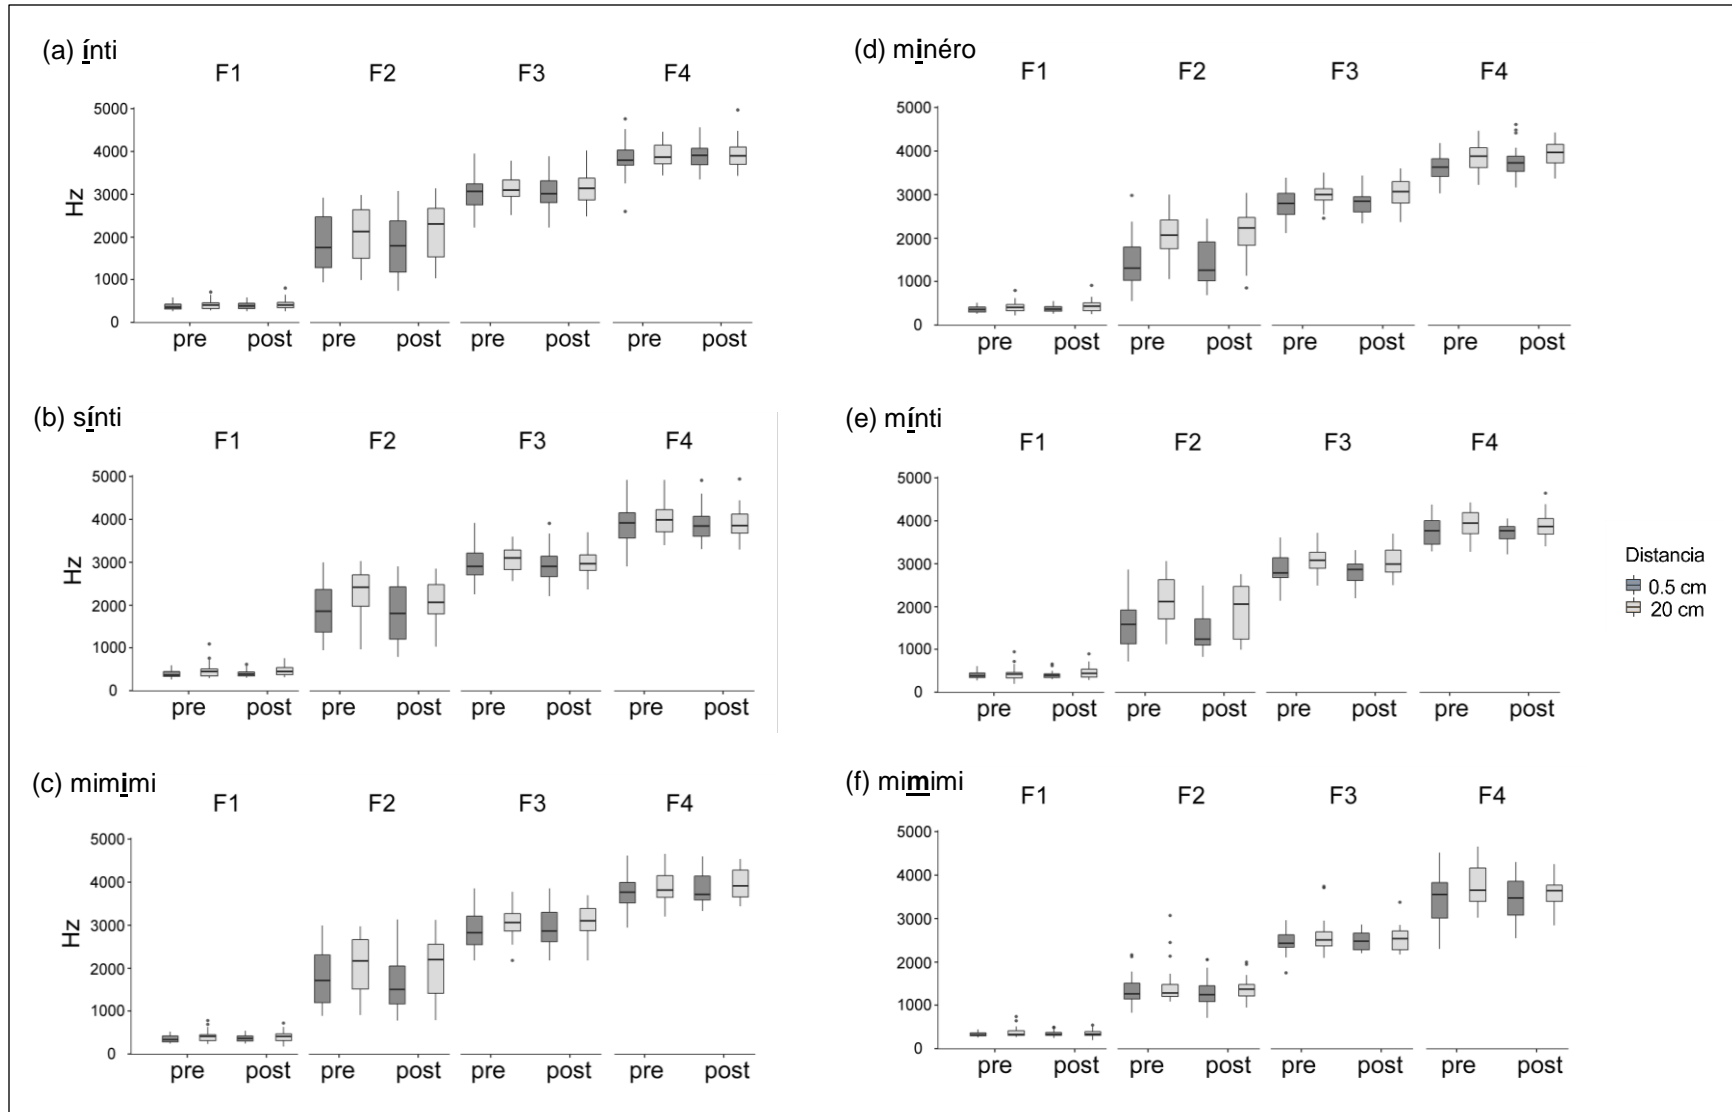 (a) ínti
F1 F2 F3 F4
5000
4000
3000
2000
1000
0
Hz
pre post pre post pre post pre post
(b) sínti
F1 F2 F3 F4
5000
4000
3000
2000
1000
0
Hz
pre post pre post pre post pre post
(c) mimimi
F1 F2 F3 F4
5000
4000
3000
2000
1000
0
Hz
pre post pre post pre post pre post
(d) minéro
F1 F2 F3 F4
5000
4000
3000
2000
1000
0
pre post pre post pre post pre post
(e) mínti
F1 F2 F3 F4
5000
4000
3000
2000
1000
0
pre post pre post pre post pre post
(f) mimimi
F1 F2 F3 F4
5000
4000
3000
2000
1000
0
pre post pre post pre post pre post
Distancia
0.5 cm
20 cm